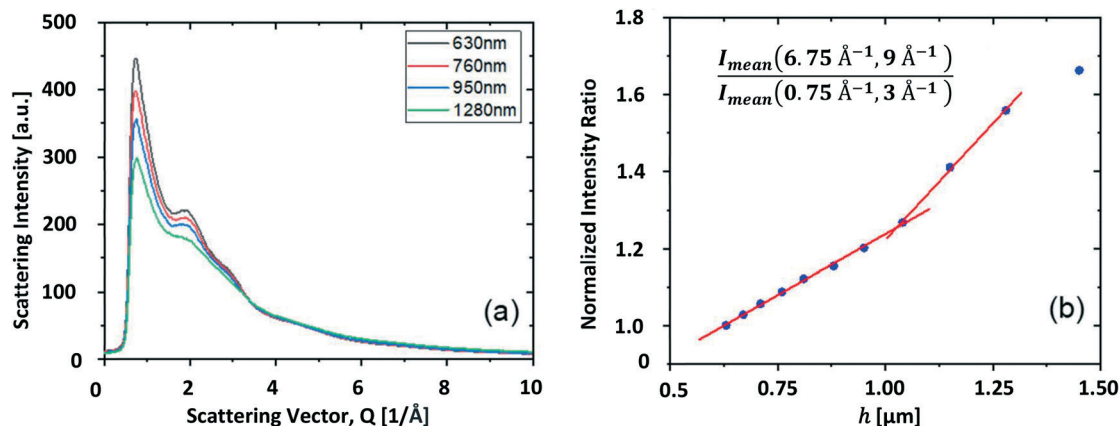 500
400
300
200
100
0
Scattering Intensity [a.u.]
630nm
760nm
950nm
1280nm
(a)
0 2 4 6 8 10
Scattering Vector, Q [1/Å]
1.8
1.6
1.4
1.2
1.0
0
Normalized Intensity Ratio
I_mean(6.75 Å⁻¹, 9 Å⁻¹)
I_mean(0.75 Å⁻¹, 3 Å⁻¹)
(b)
0.5 0.75 1.00 1.25 1.50
h [µm]